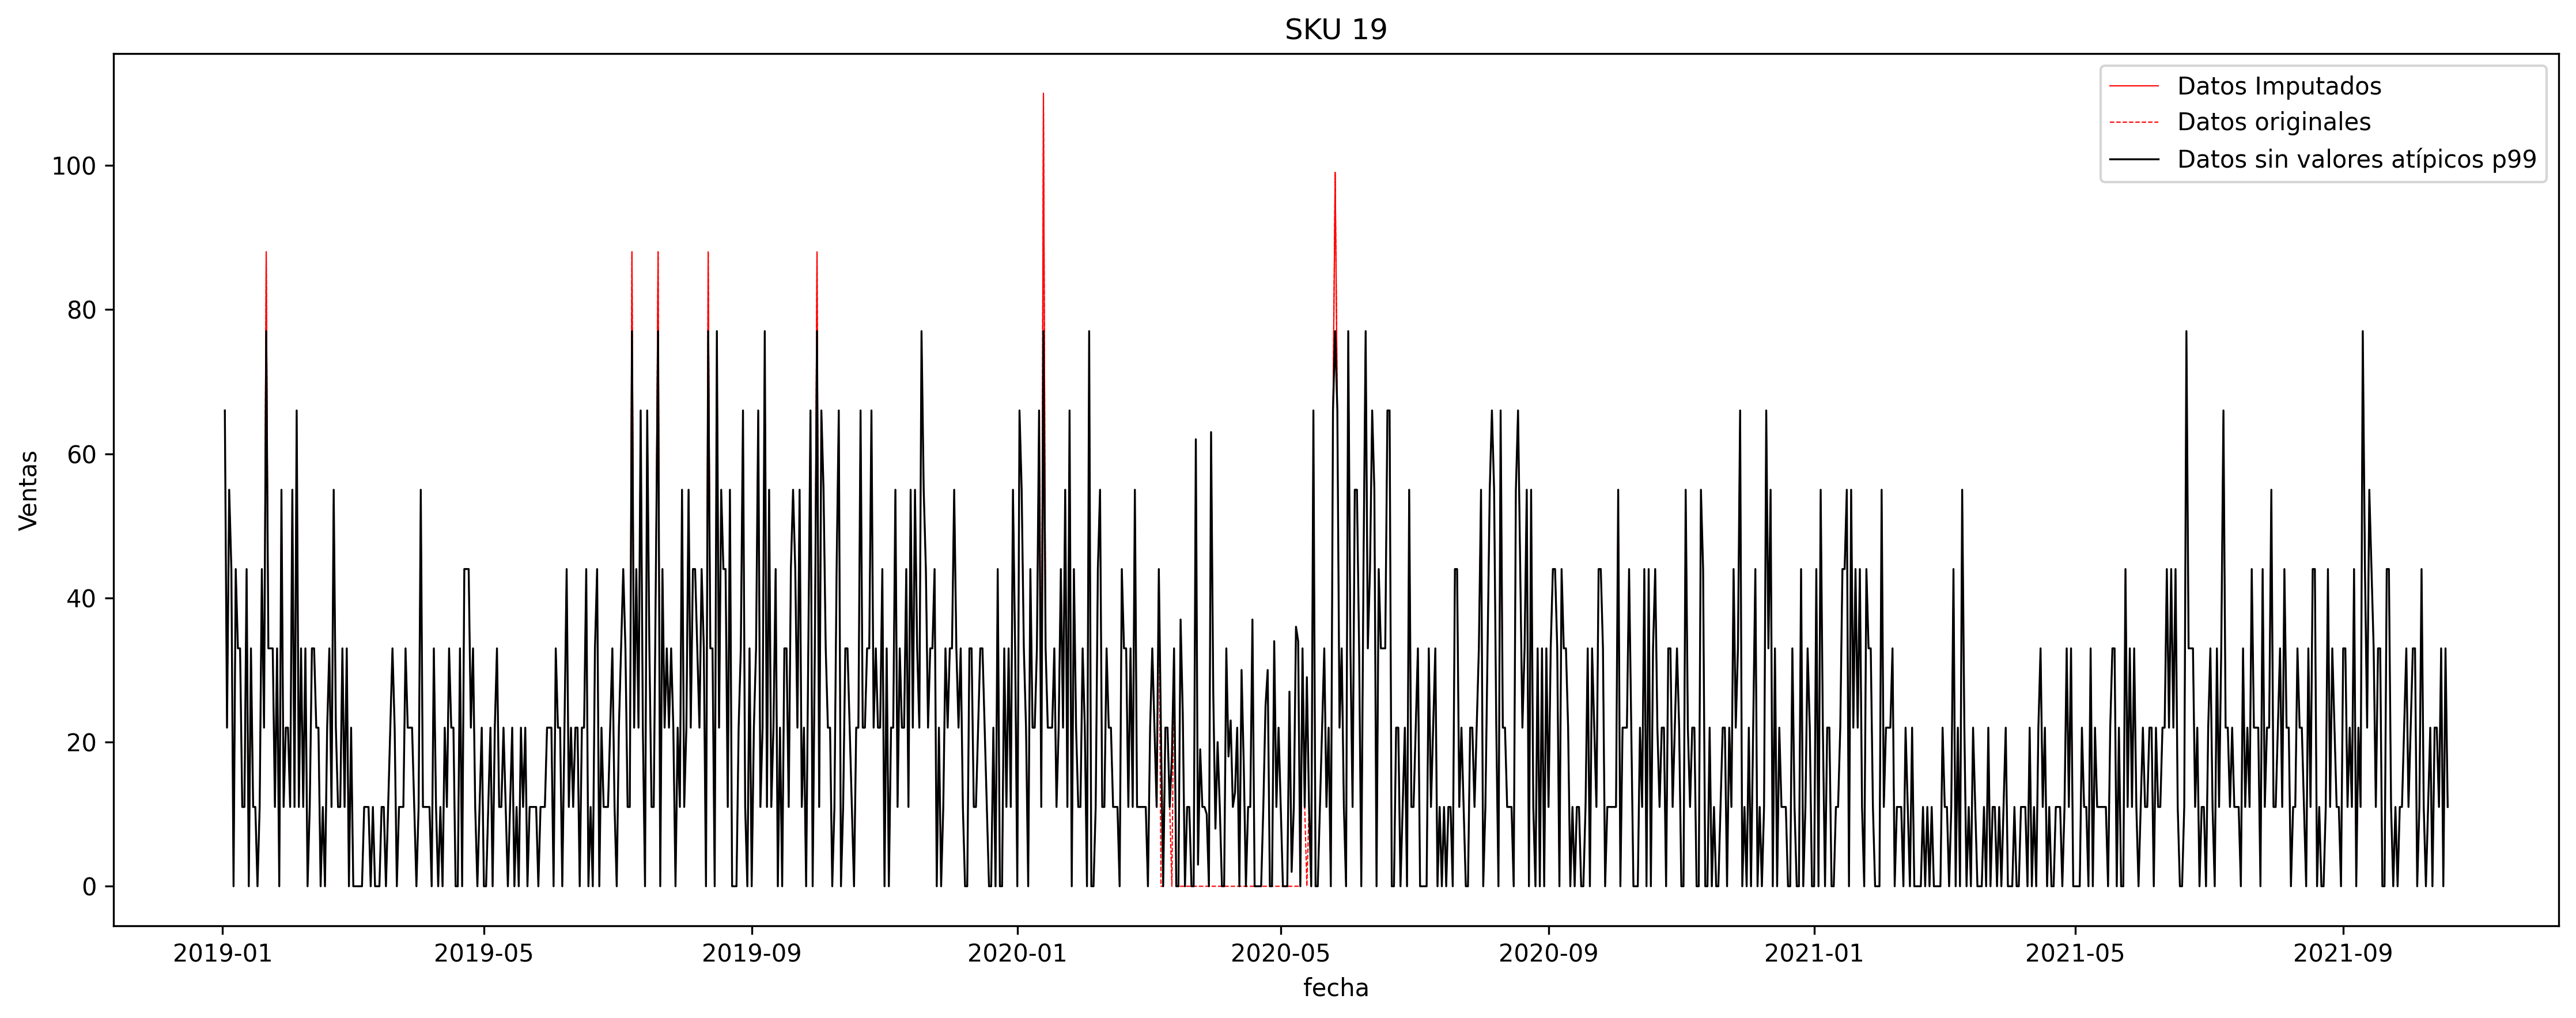 SKU 19
Datos Imputados
Datos originales
Datos sin valores atípicos p99
Ventas
100
80
60
40
20
0
2019-01 2019-05 2019-09 2020-01 2020-05 2020-09 2021-01 2021-05 2021-09
fecha